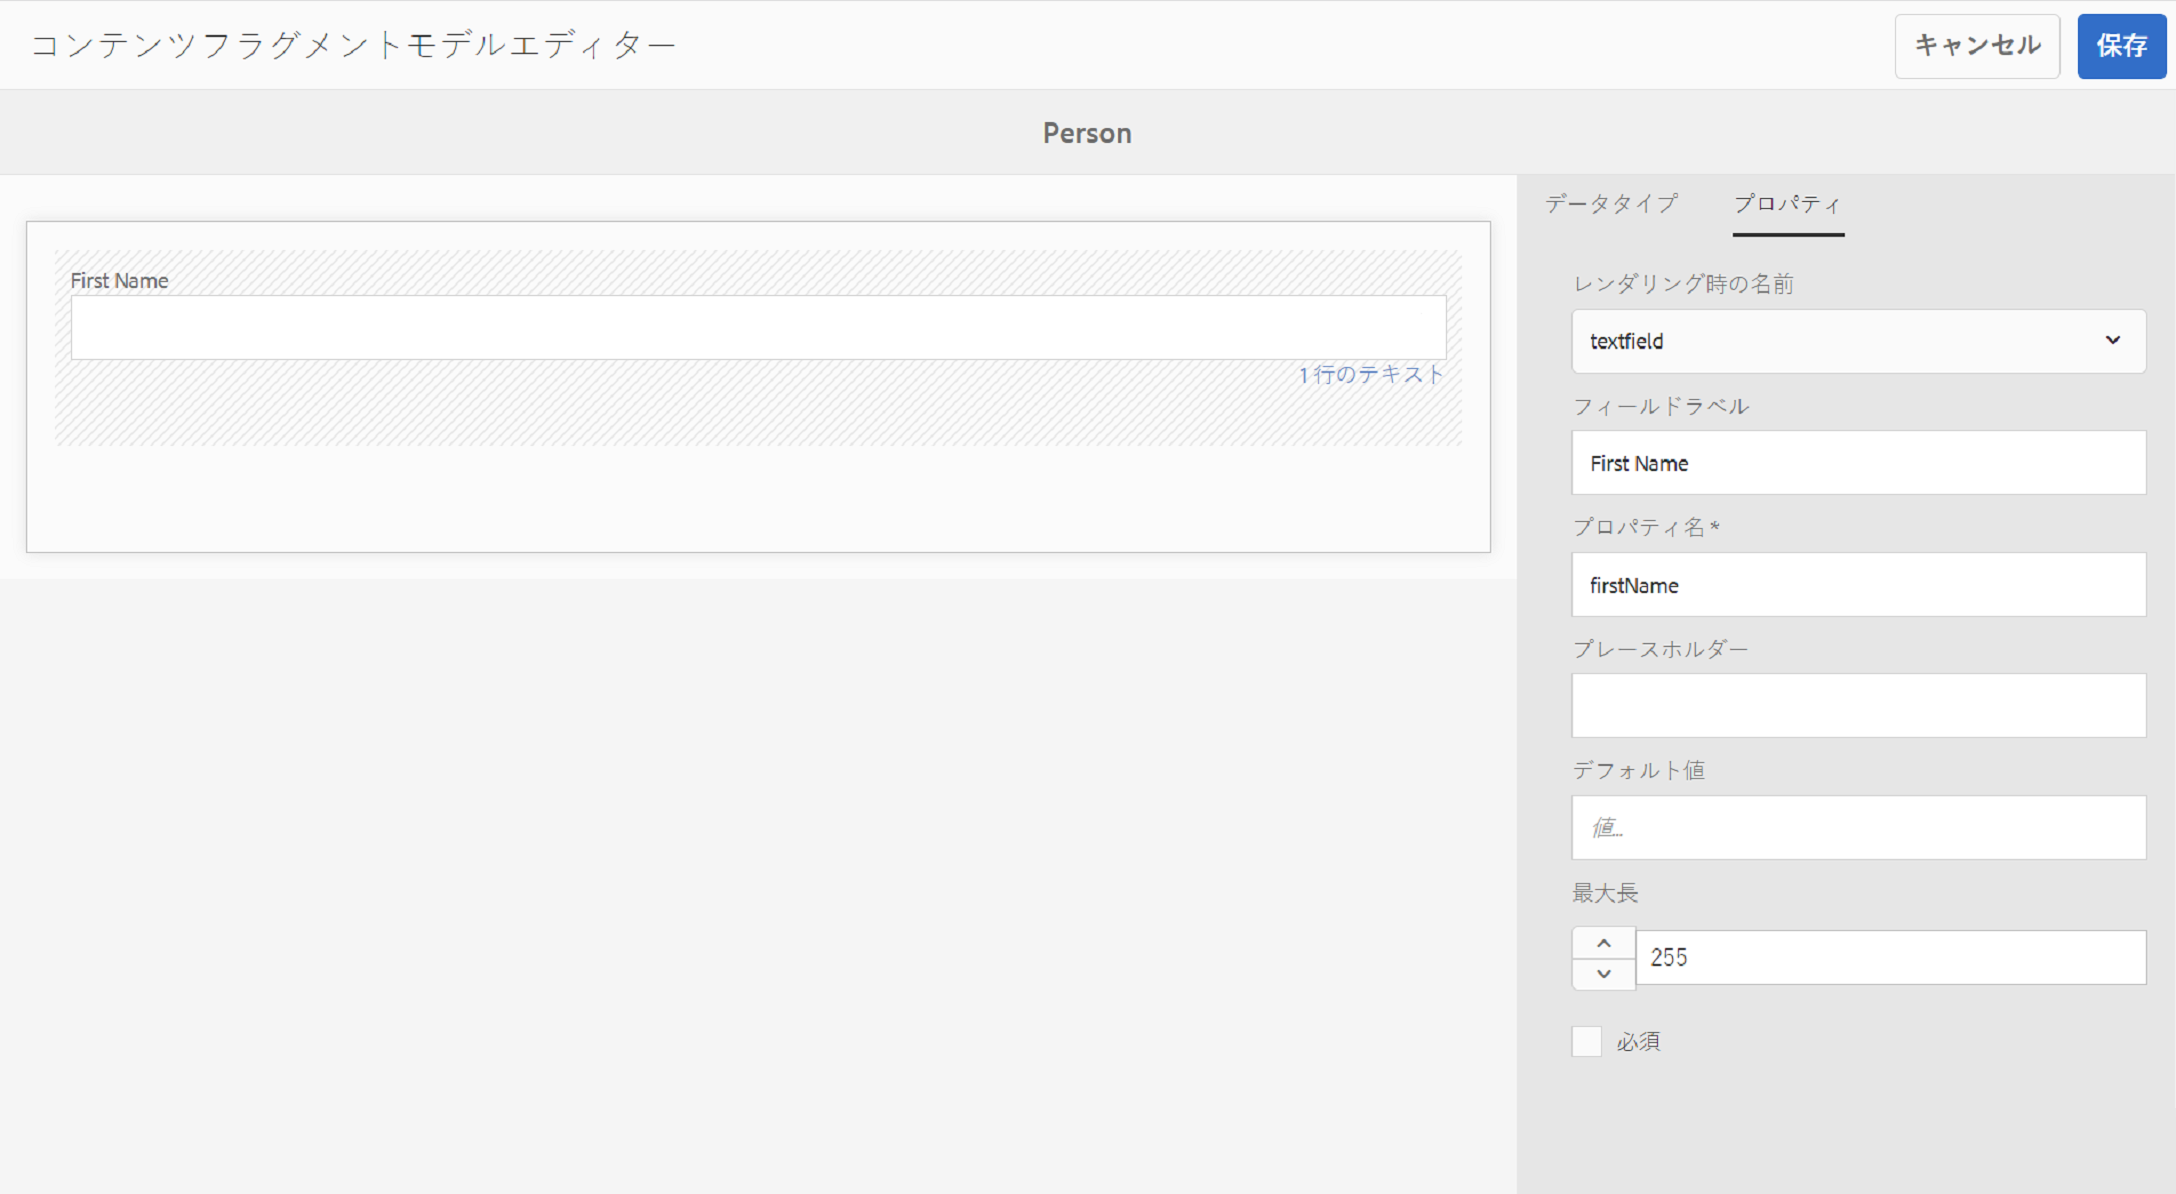 コンテンツフラグメントモデルエディター
キャンセル
保存
Person
First Name
1 行のテキスト
データタイプ
プロパティ
レンダリング時の名前
textfield
フィールドラベル
First Name
プロパティ名 *
firstName
プレースホルダー
デフォルト値
値...
最大長
255
必須